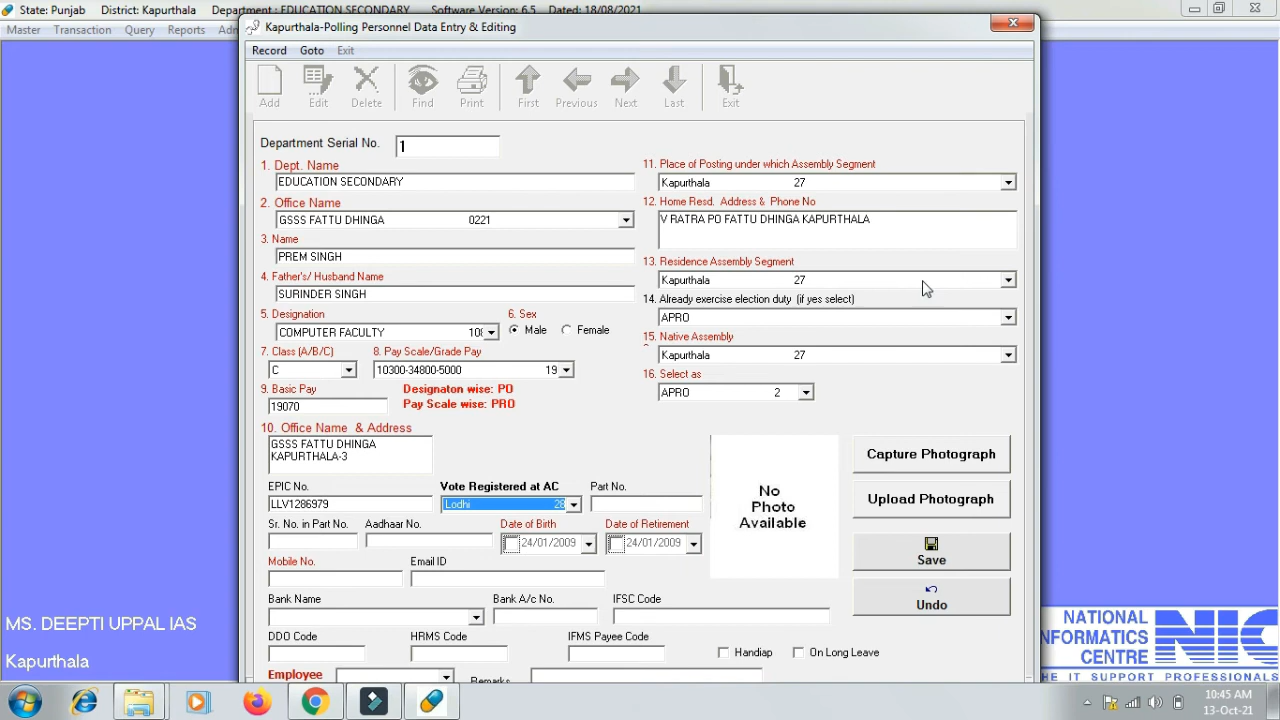 State: Punjab District: Kapurthala Department : EDUCATION SECONDARY Software Version: 6.5 Dated: 18/08/2021
Master Transaction Query Reports
Kapurthala-Polling Personnel Data Entry & Editing
Record Goto Exit
Add Edit Delete Find Print First Previous Next Last Exit
Department Serial No. 1
1. Dept. Name
EDUCATION SECONDARY
2. Office Name
GSSS FATTU DHINGA 0221
3. Name
PREM SINGH
4. Father's/ Husband Name
SURINDER SINGH
5. Designation
COMPUTER FACULTY
6. Sex
Male Female
7. Class (A/B/C)
C
8. Pay Scale/Grade Pay
10300-34800-5000 19
9. Basic Pay
19070
Designaton wise: PO
Pay Scale wise: PRO
10. Office Name & Address
GSSS FATTU DHINGA
KAPURTHALA-3
11. Place of Posting under which Assembly Segment
Kapurthala 27
12. Home Resd. Address & Phone No
V RATRA PO FATTU DHINGA KAPURTHALA
13. Residence Assembly Segment
Kapurthala 27
14. Already exercise election duty (if yes select)
APRO
15. Native Assembly
Kapurthala 27
16. Select as
APRO 2
EPIC No.
LLV1286979
Vote Registered at AC
Lodhi 28
Part No.
Sr. No. in Part No. Aadhaar No. Date of Birth Date of Retirement
24/01/2009 24/01/2009
Mobile No. Email ID
Bank Name Bank A/c No. IFSC Code
DDO Code HRMS Code IFMS Payee Code
Handiap On Long Leave
Employee Remarks
No
Photo
Available
Capture Photograph
Upload Photograph
Save
Undo
MS. DEEPTI UPPAL IAS
Kapurthala
NATIONAL
INFORMATICS
CENTRE
NIC
THE IT SUPPORT PROFESSIONALS
10:45 AM
13-Oct-21